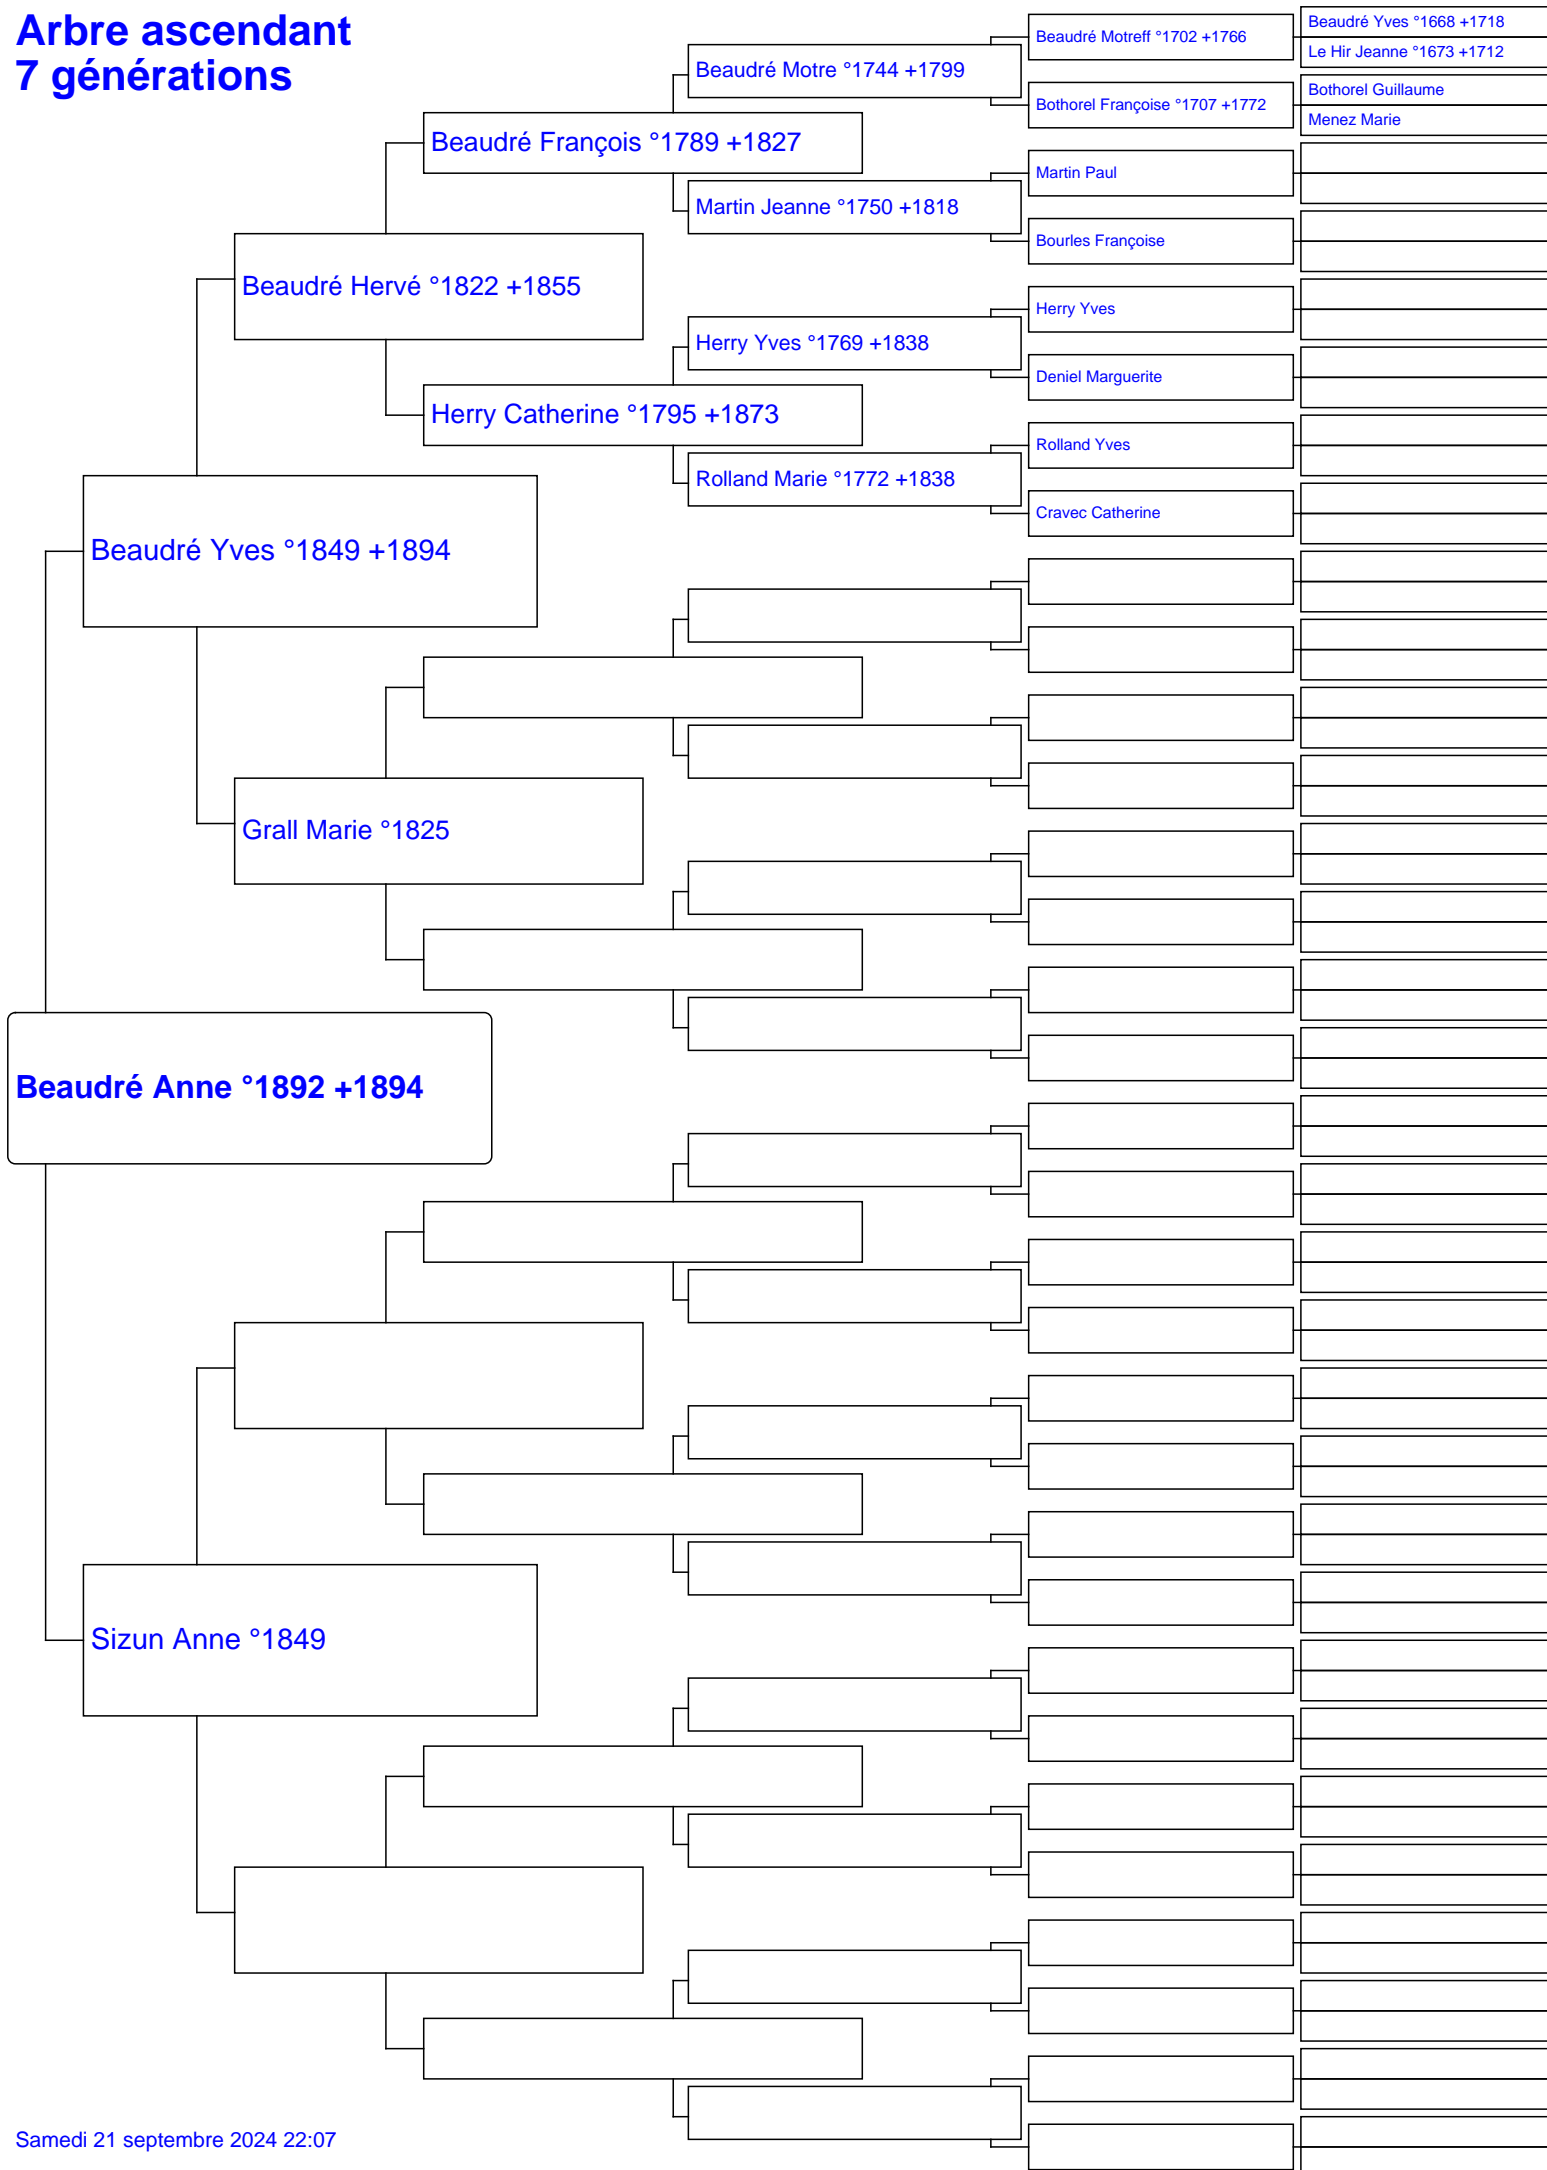 Arbre ascendant
7 générations
Beaudré Yves °1668 +1718
Beaudré Motreff °1702 +1766
Le Hir Jeanne °1673 +1712
Beaudré Motre °1744 +1799
Bothorel Guillaume
Bothorel Françoise °1707 +1772
Menez Marie
Beaudré François °1789 +1827
Martin Paul
Martin Jeanne °1750 +1818
Bourles Françoise
Beaudré Hervé °1822 +1855
Herry Yves
Herry Yves °1769 +1838
Deniel Marguerite
Herry Catherine °1795 +1873
Rolland Yves
Rolland Marie °1772 +1838
Cravec Catherine
Beaudré Yves °1849 +1894
Grall Marie °1825
Beaudré Anne °1892 +1894
Sizun Anne °1849
Samedi 21 septembre 2024 22:07